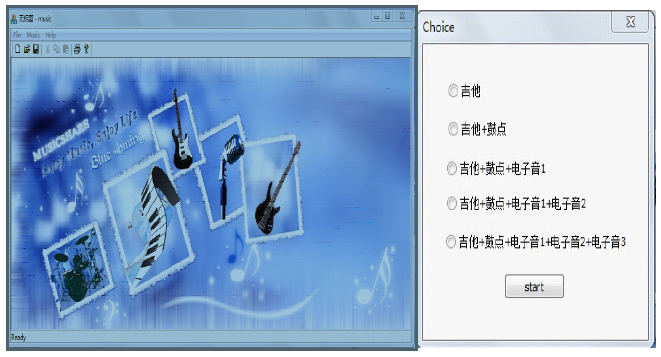 无标题 - music
File Music Help
MUSICSHARE
Enjoy Music, Enjoy Life
Blue shining
Ready
Choice
吉他
吉他+鼓点
吉他+鼓点+电子音1
吉他+鼓点+电子音1+电子音2
吉他+鼓点+电子音1+电子音2+电子音3
start